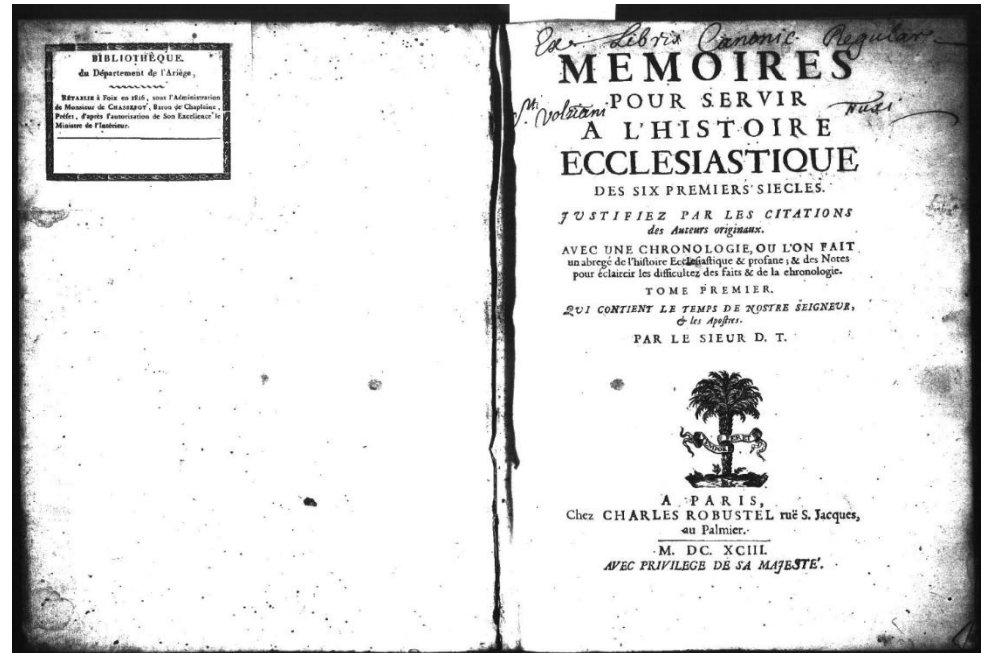 BIBLIOTHÈQUE
du Département de l'Ariège,
RÉTABLIE à Foix en 1816, sous l'Administration
de Monsieur de CHASSEPOT, Baron de Chapelaine,
Préfet, d'après l'autorisation de Son Excellence le
Ministre de l'Intérieur.
Ex Libris Canonic. Regular.
MEMOIRES
POUR SERVIR
Sti. Volusiani
A L'HISTOIRE
ECCLESIASTIQUE
DES SIX PREMIERS SIECLES.
JUSTIFIEZ PAR LES CITATIONS
des Auteurs originaux.
AVEC UNE CHRONOLOGIE, OU L'ON FAIT
un abregé de l'histoire Ecclesiastique & profane; & des Notes
pour éclaircir les difficultez des faits & de la chronologie.
TOME PREMIER.
QUI CONTIENT LE TEMPS DE NOSTRE SEIGNEUR,
& les Apostres.
PAR LE SIEUR D. T.
A PARIS,
Chez CHARLES ROBUSTEL ruë S. Jacques,
au Palmier.
M. DC. XCIII.
AVEC PRIVILEGE DE SA MAJESTÉ.